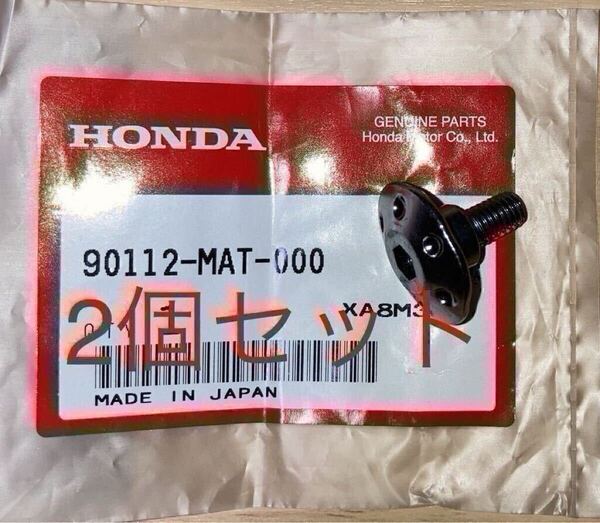 HONDA
GENUINE PARTS
Honda Motor Co., Ltd.
90112-MAT-000
XA8M3
2個セット
MADE IN JAPAN